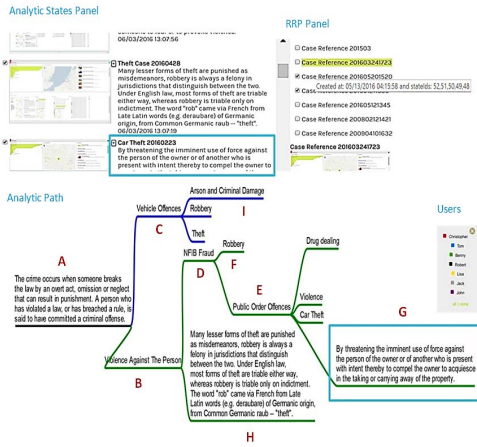 Analytic States Panel
06/03/2016 13:07:56
Theft Case 20160428
Many lesser forms of theft are punished as
misdemeanors, robbery is always a felony in
jurisdictions that distinguish between the two.
Under English law, most forms of theft are triable
either way, whereas robbery is triable only on
indictment. The word "rob" came via French from
Late Latin words (e.g. deraubare) of Germanic
origin, from Common Germanic raub -- "theft".
06/03/2016 13:07:19
Car Theft 20160223
By threatening the imminent use of force against
the person of the owner or of another who is
present with intent thereby to compel the owner to
RRP Panel
Case Reference 201503
Case Reference 201603241723
Case Reference 201605201520
Created at: 05/13/2016 04:15:58 and stateIds: 52,51,50,49,48
Case Reference 201605121345
Case Reference 200802121421
Case Reference 200904101632
Case Reference 201603241723
Analytic Path
Users
Christopher
Tom
Benny
Robert
Lisa
Jack
John
A
The crime occurs when someone breaks
the law by an overt act, omission or neglect
that can result in punishment. A person who
has violated a law, or has breached a rule, is
said to have committed a criminal offense.
Vehicle Offences
C
Arson and Criminal Damage
I
Robbery
Theft
Violence Against The Person
B
NFIB Fraud
D
Robbery
F
E
Public Order Offences
Drug dealing
Violence
Car Theft
G
By threatening the imminent use of force against
the person of the owner or of another who is present
with intent thereby to compel the owner to acquiesce
in the taking or carrying away of the property.
Many lesser forms of theft are punished
as misdemeanors, robbery is always a
felony in jurisdictions that distinguish
between the two. Under English law,
most forms of theft are triable either way,
whereas robbery is triable only on indictment.
The word "rob" came via French from Late
Latin words (e.g. deraubare) of Germanic origin,
from Common Germanic raub -- "theft".
H